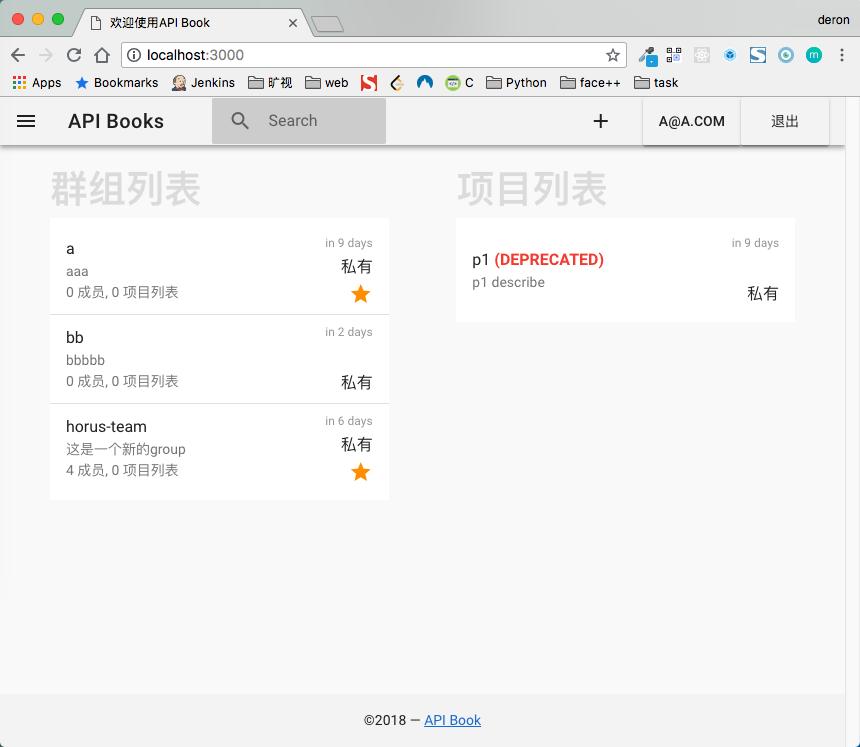 欢迎使用API Book
deron
localhost:3000
Apps Bookmarks Jenkins 旷视 web C Python face++ task
API Books Search + A@A.COM 退出
群组列表
a in 9 days
aaa 私有
0 成员, 0 项目列表
bb in 2 days
bbbbb
0 成员, 0 项目列表 私有
horus-team in 6 days
这是一个新的group 私有
4 成员, 0 项目列表
项目列表
in 9 days
p1 (DEPRECATED)
p1 describe
私有
©2018 — API Book